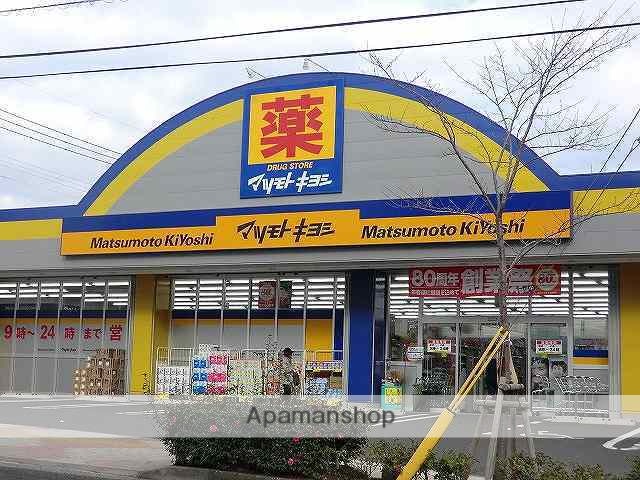 薬
DRUG STORE
マツモトキヨシ
Matsumoto KiYoshi マツモトキヨシ Matsumoto KiYoshi
80周年 創業祭
9時～24時まで営
Apamanshop